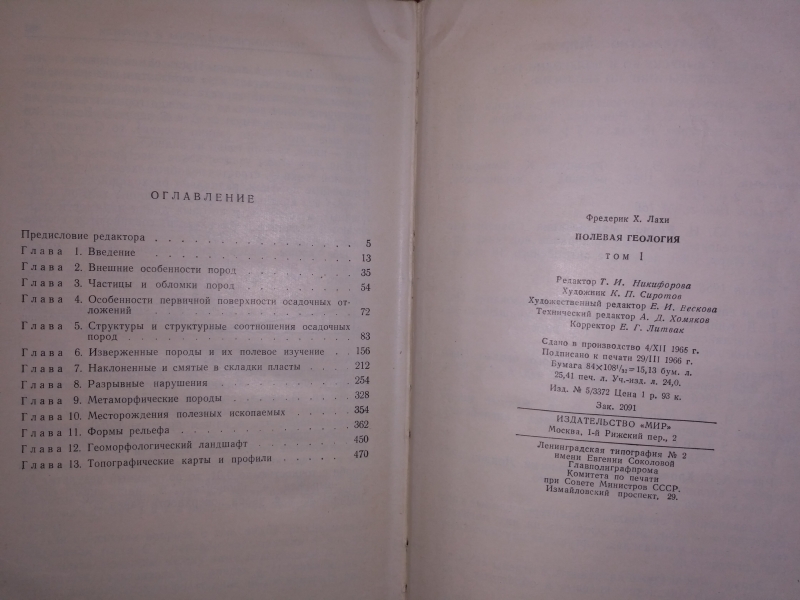 ОГЛАВЛЕНИЕ
Предисловие редактора . . . . . . . . . . . . . . . 5
Глава 1. Введение . . . . . . . . . . . . . . . 13
Глава 2. Внешние особенности пород . . . . . . . . 35
Глава 3. Частицы и обломки пород . . . . . . . . 54
Глава 4. Особенности первичной поверхности осадочных от-
ложений . . . . . . . . . . . . . . . 72
Глава 5. Структуры и структурные соотношения осадочных
пород . . . . . . . . . . . . . . . 83
Глава 6. Изверженные породы и их полевое изучение . . 156
Глава 7. Наклоненные и смятые в складки пласты . . . 212
Глава 8. Разрывные нарушения . . . . . . . . . 254
Глава 9. Метаморфические породы . . . . . . . . 328
Глава 10. Месторождения полезных ископаемых . . . . 354
Глава 11. Формы рельефа . . . . . . . . . . . 362
Глава 12. Геоморфологический ландшафт . . . . . . 450
Глава 13. Топографические карты и профили . . . . . 470
Фредерик Х. Лахи
ПОЛЕВАЯ ГЕОЛОГИЯ
ТОМ I
Редактор Т. И. Никифорова
Художник К. П. Сиротов
Художественный редактор Е. И. Бескова
Технический редактор А. Д. Хомяков
Корректор Е. Г. Литвак
Сдано в производство 4/XII 1965 г.
Подписано к печати 29/III 1966 г.
Бумага 84×108¹/₃₂=15,13 бум. л.
25,41 печ. л. Уч.-изд. л. 24,0.
Изд. № 5/3372 Цена 1 р. 93 к.
Зак. 2091
ИЗДАТЕЛЬСТВО «МИР»
Москва, 1-й Рижский пер., 2
Ленинградская типография № 2
имени Евгении Соколовой
Главполиграфпрома
Комитета по печати
при Совете Министров СССР.
Измайловский проспект, 29.